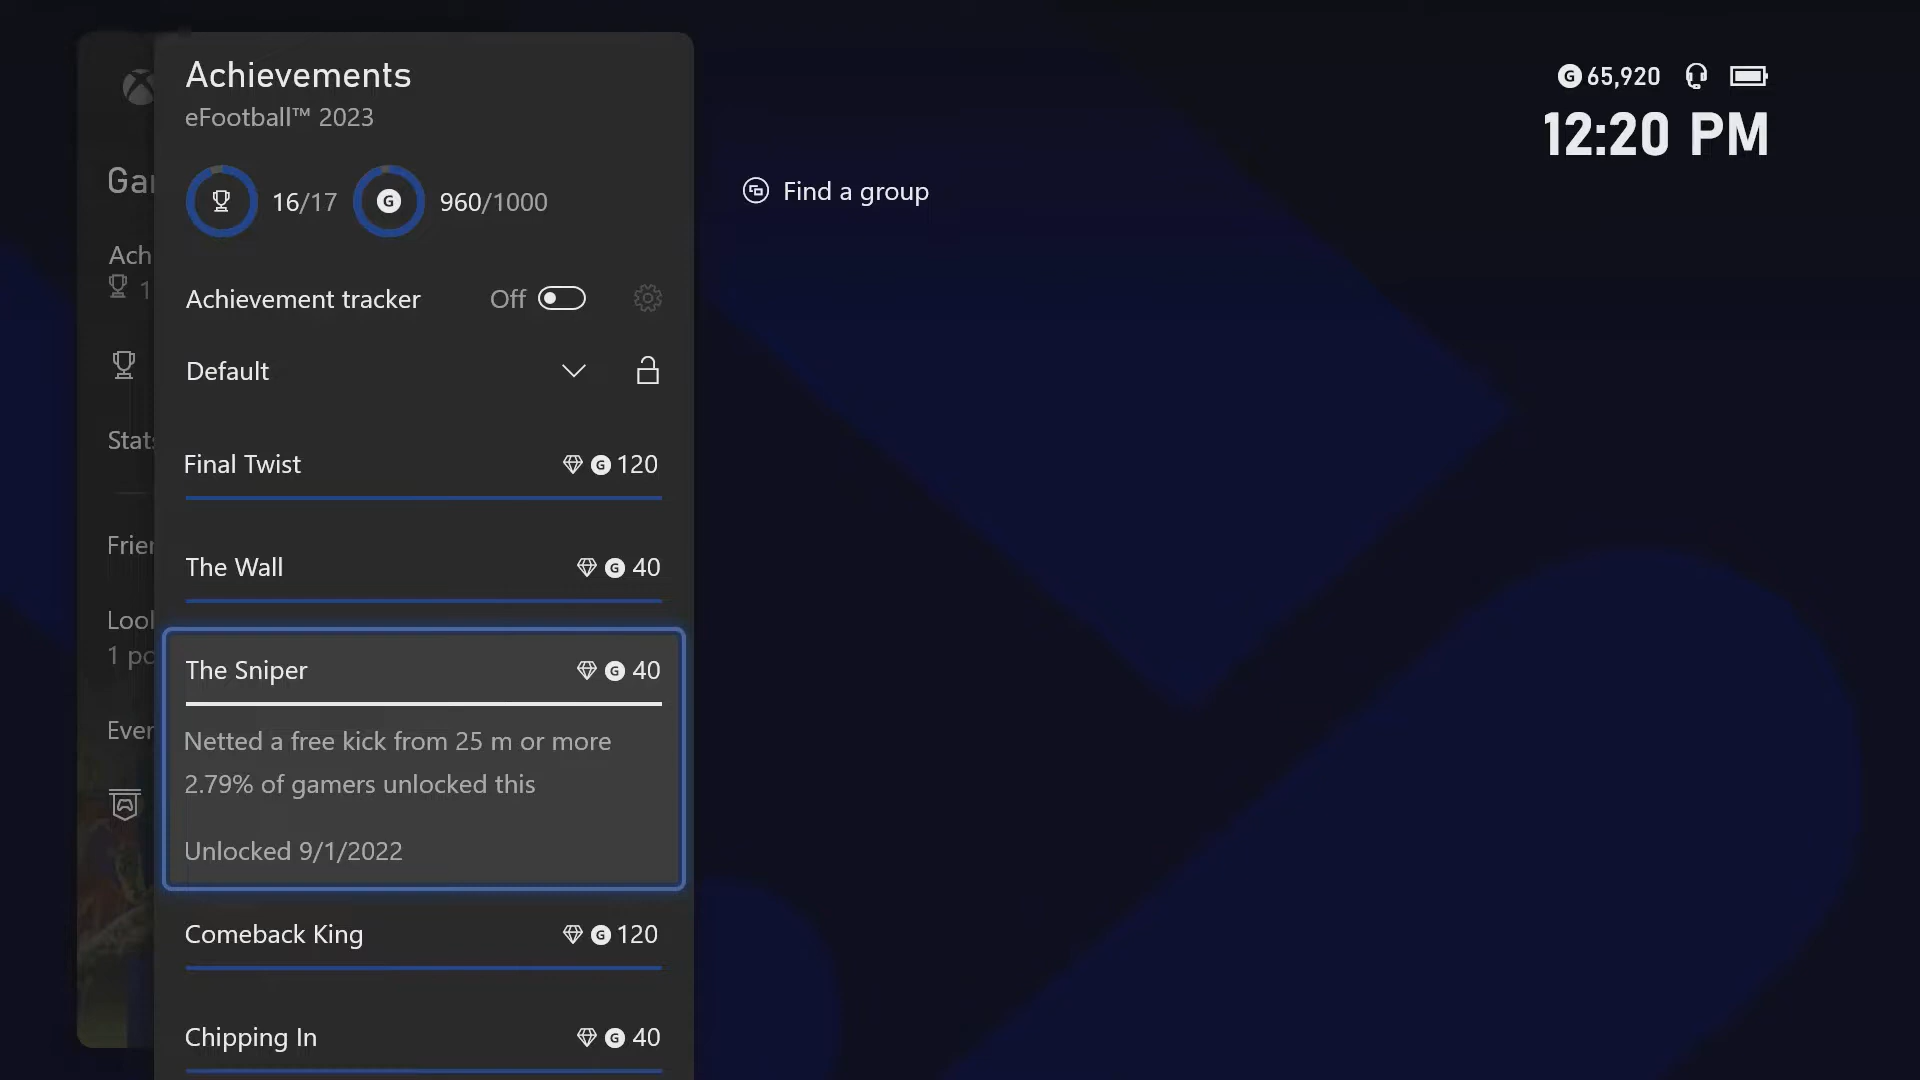 Achievements
eFootball™ 2023
16/17
G
960/1000
Achievement tracker
Off
Default
Final Twist
G 120
The Wall
G 40
The Sniper
G 40
Netted a free kick from 25 m or more
2.79% of gamers unlocked this
Unlocked 9/1/2022
Comeback King
G 120
Chipping In
G 40
Find a group
G 65,920
12:20 PM